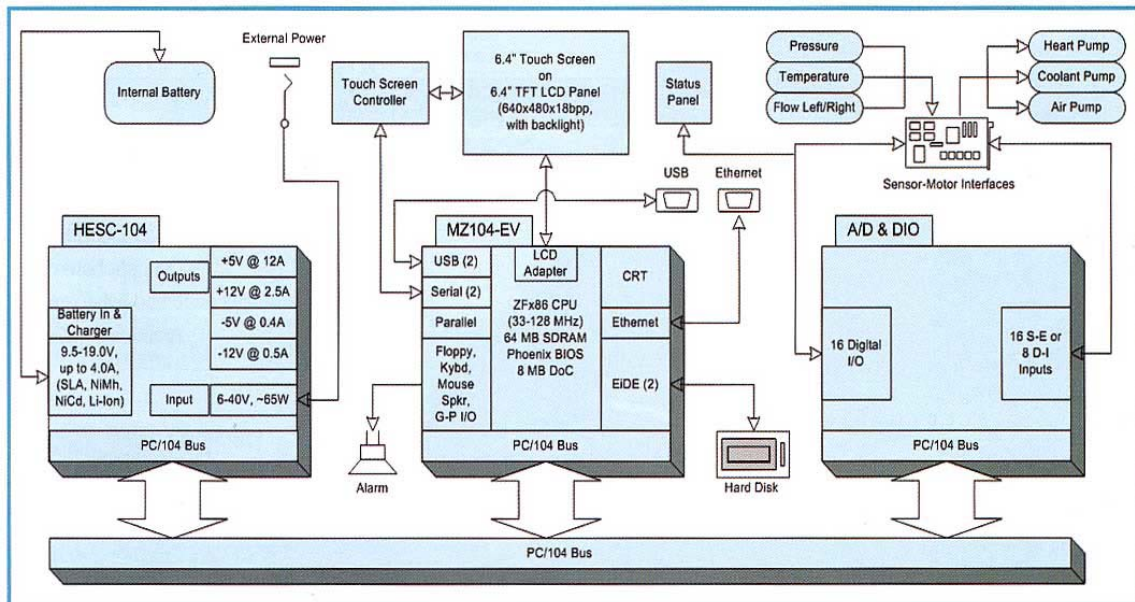 External Power
Internal Battery
Touch Screen
Controller
6.4" Touch Screen
on
6.4" TFT LCD Panel
(640x480x18bpp,
with backlight)
Status
Panel
Pressure
Temperature
Flow Left/Right
Heart Pump
Coolant Pump
Air Pump
Sensor-Motor Interfaces
USB
Ethernet
HESC-104
Outputs
+5V @ 12A
+12V @ 2.5A
-5V @ 0.4A
-12V @ 0.5A
Battery In &
Charger
9.5-19.0V,
up to 4.0A,
(SLA, NiMh,
NiCd, Li-Ion)
Input
6-40V, ~65W
PC/104 Bus
MZ104-EV
USB (2)
Serial (2)
Parallel
Floppy,
Kybd,
Mouse
Spkr,
G-P I/O
LCD
Adapter
ZFx86 CPU
(33-128 MHz)
64 MB SDRAM
Phoenix BIOS
8 MB DoC
CRT
Ethernet
EiDE (2)
PC/104 Bus
Alarm
Hard Disk
A/D & DIO
16 Digital
I/O
16 S-E or
8 D-I
Inputs
PC/104 Bus
PC/104 Bus